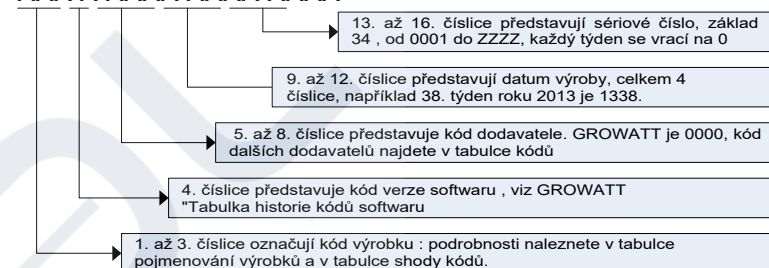 13. až 16. číslice představují sériové číslo, základ
34 , od 0001 do ZZZZ, každý týden se vrací na 0
9. až 12. číslice představují datum výroby, celkem 4
číslice, například 38. týden roku 2013 je 1338.
5. až 8. číslice představuje kód dodavatele. GROWATT je 0000, kód
dalších dodavatelů najdete v tabulce kódů
4. číslice představuje kód verze softwaru , viz GROWATT
"Tabulka historie kódů softwaru
1. až 3. číslice označují kód výrobku : podrobnosti naleznete v tabulce
pojmenování výrobků a v tabulce shody kódů.